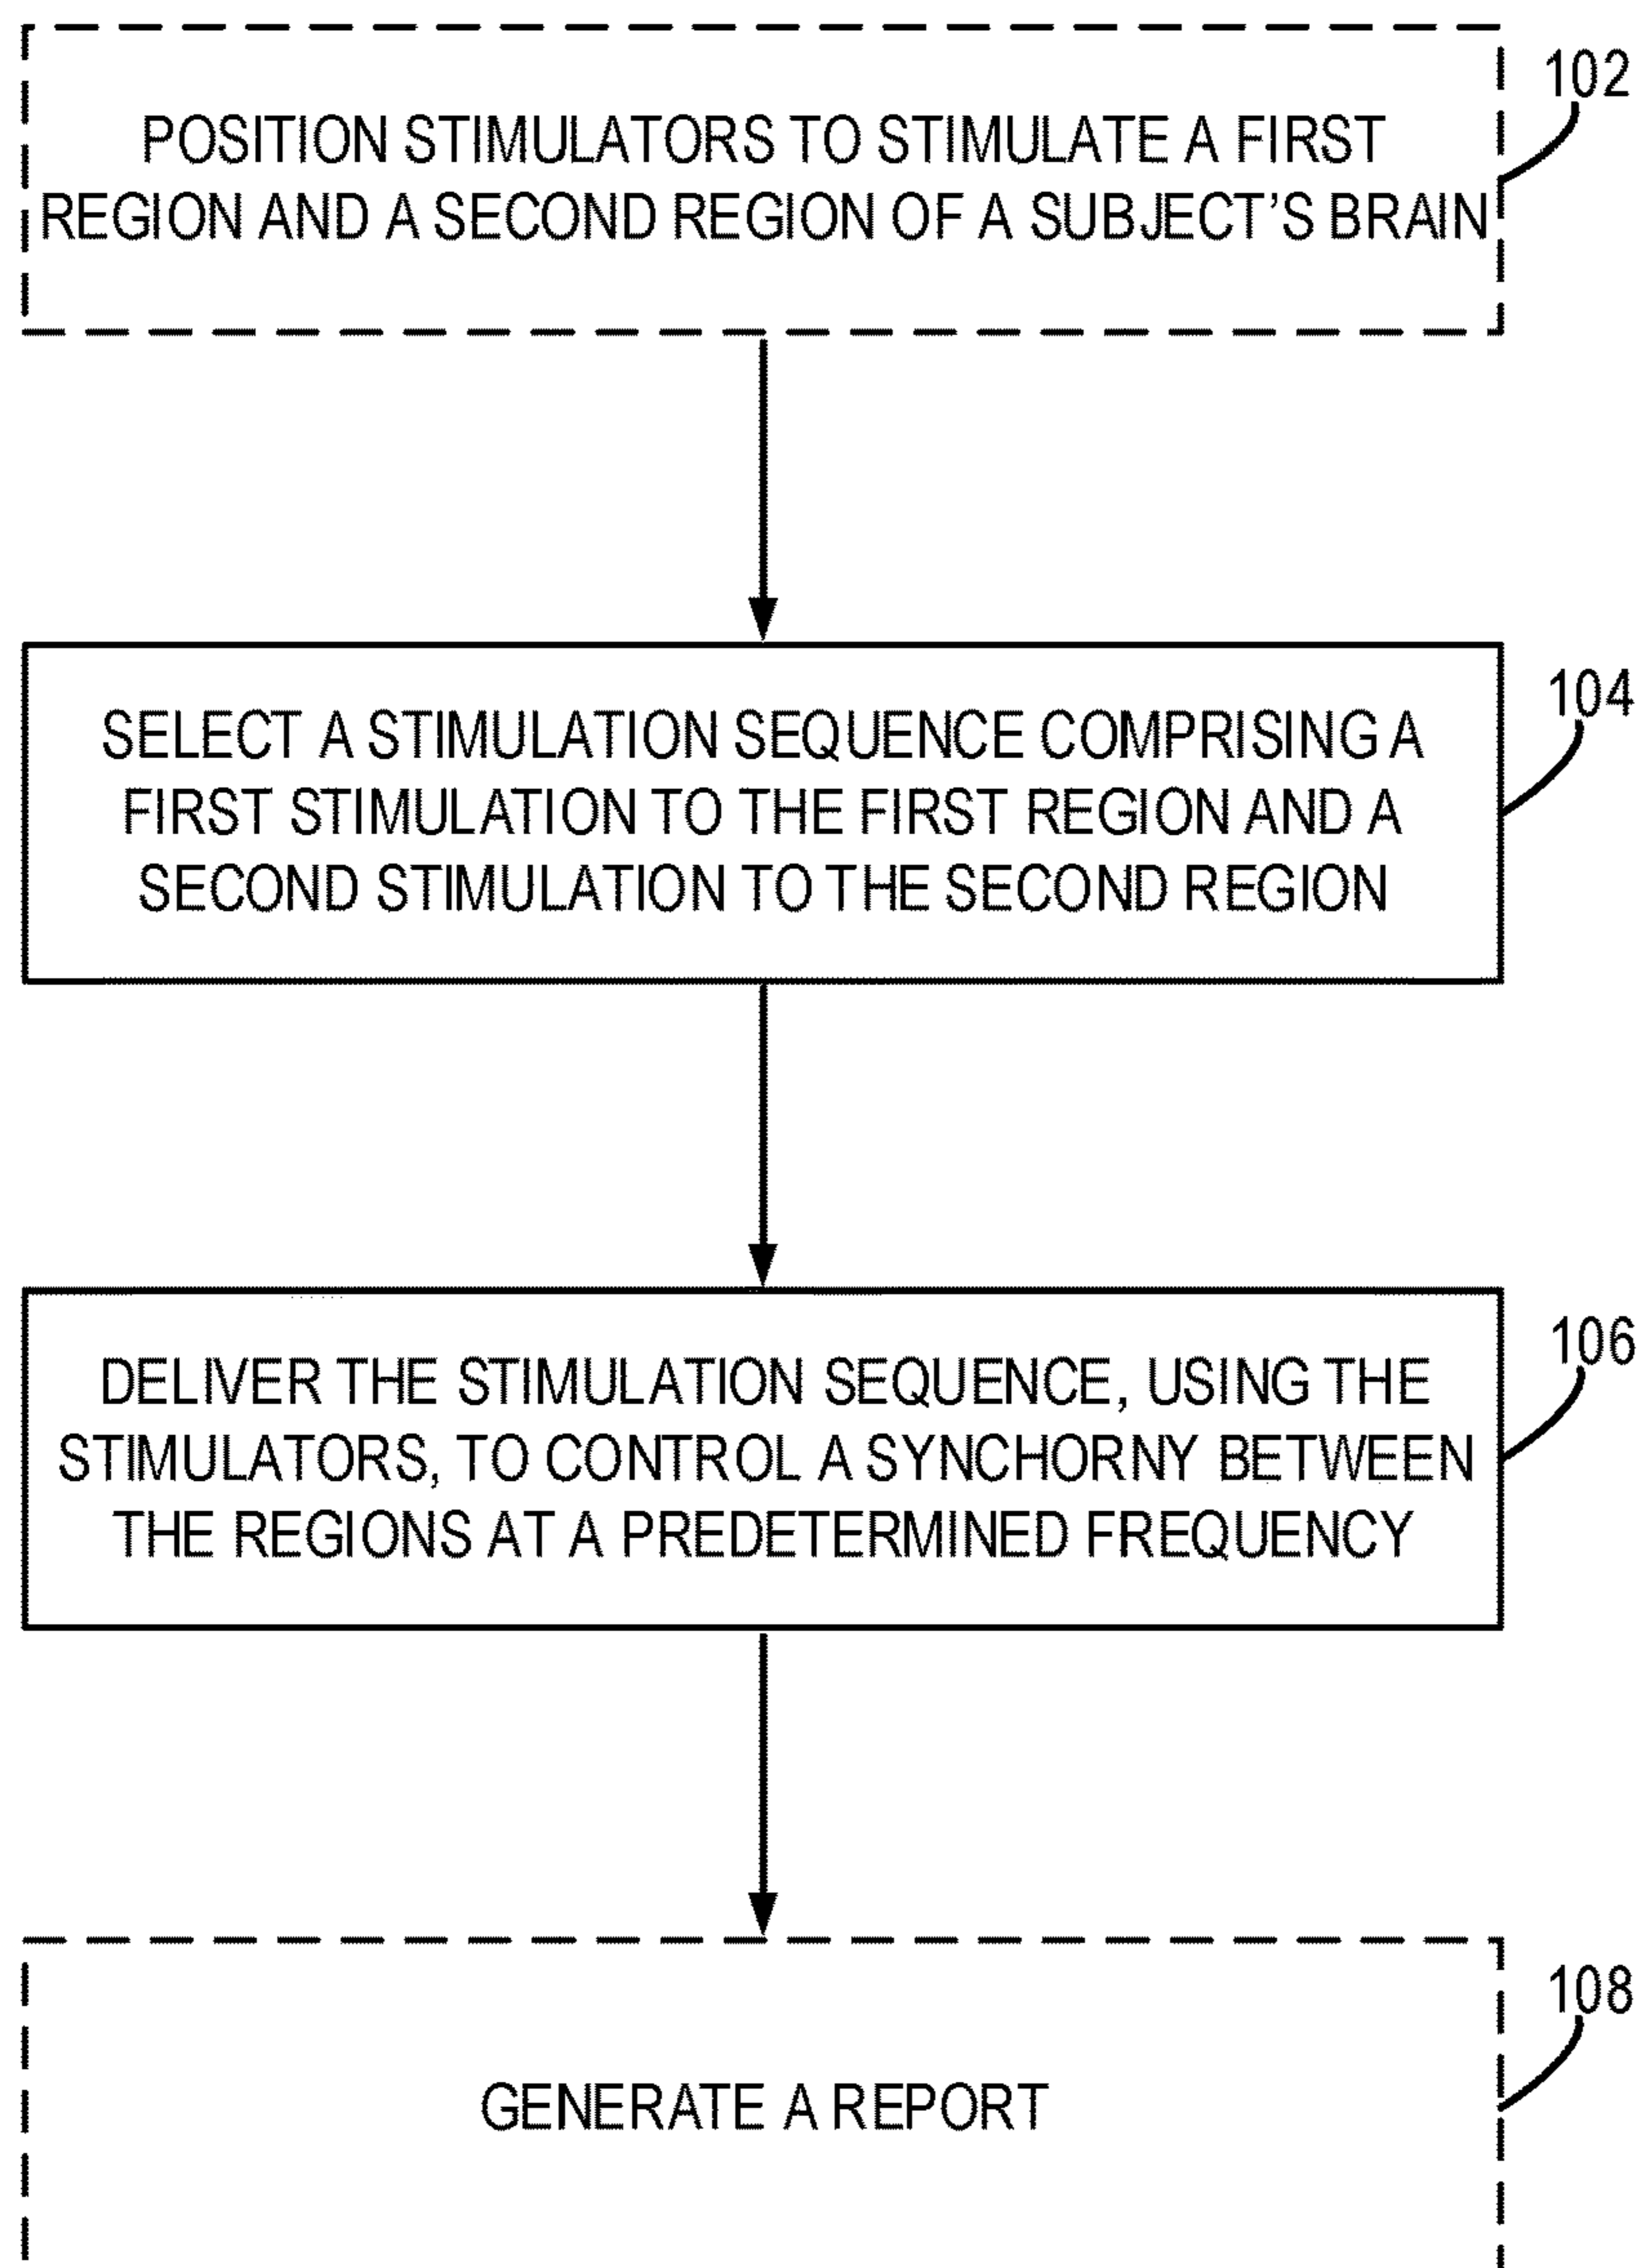 102
POSITION STIMULATORS TO STIMULATE A FIRST
REGION AND A SECOND REGION OF A SUBJECT'S BRAIN
104
SELECT A STIMULATION SEQUENCE COMPRISING A
FIRST STIMULATION TO THE FIRST REGION AND A
SECOND STIMULATION TO THE SECOND REGION
106
DELIVER THE STIMULATION SEQUENCE, USING THE
STIMULATORS, TO CONTROL A SYNCHORNY BETWEEN
THE REGIONS AT A PREDETERMINED FREQUENCY
108
GENERATE A REPORT